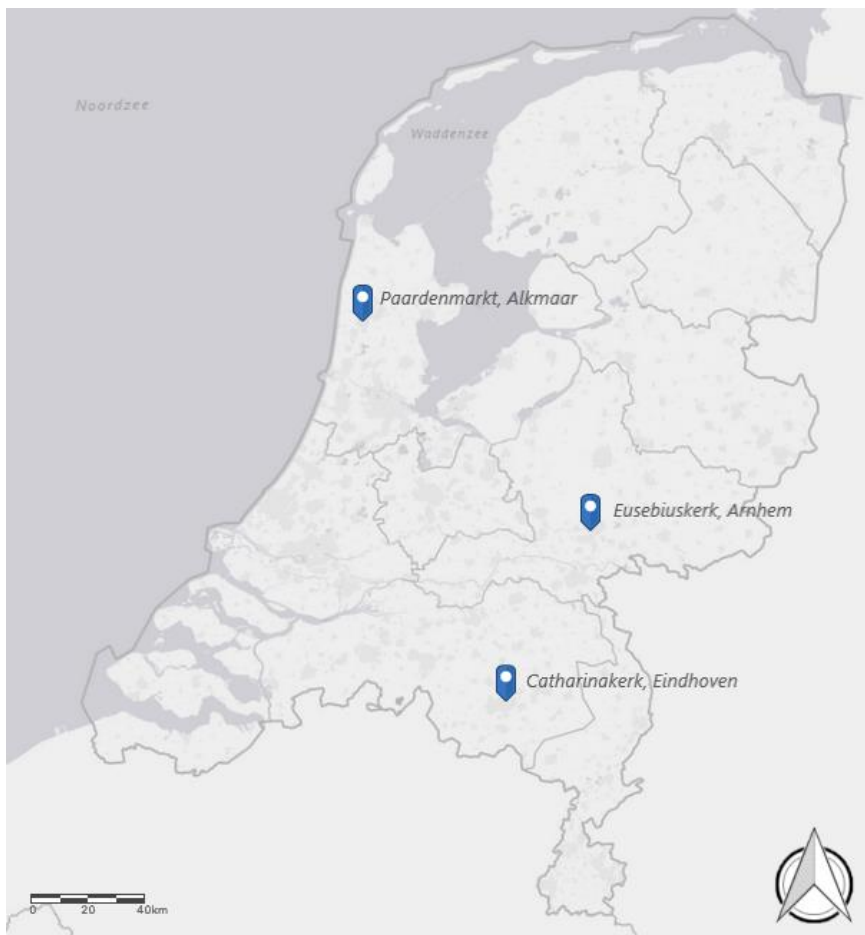 Noordzee
Waddenzee
Paardenmarkt, Alkmaar
Eusebiuskerk, Arnhem
Catharinakerk, Eindhoven
0 20 40km